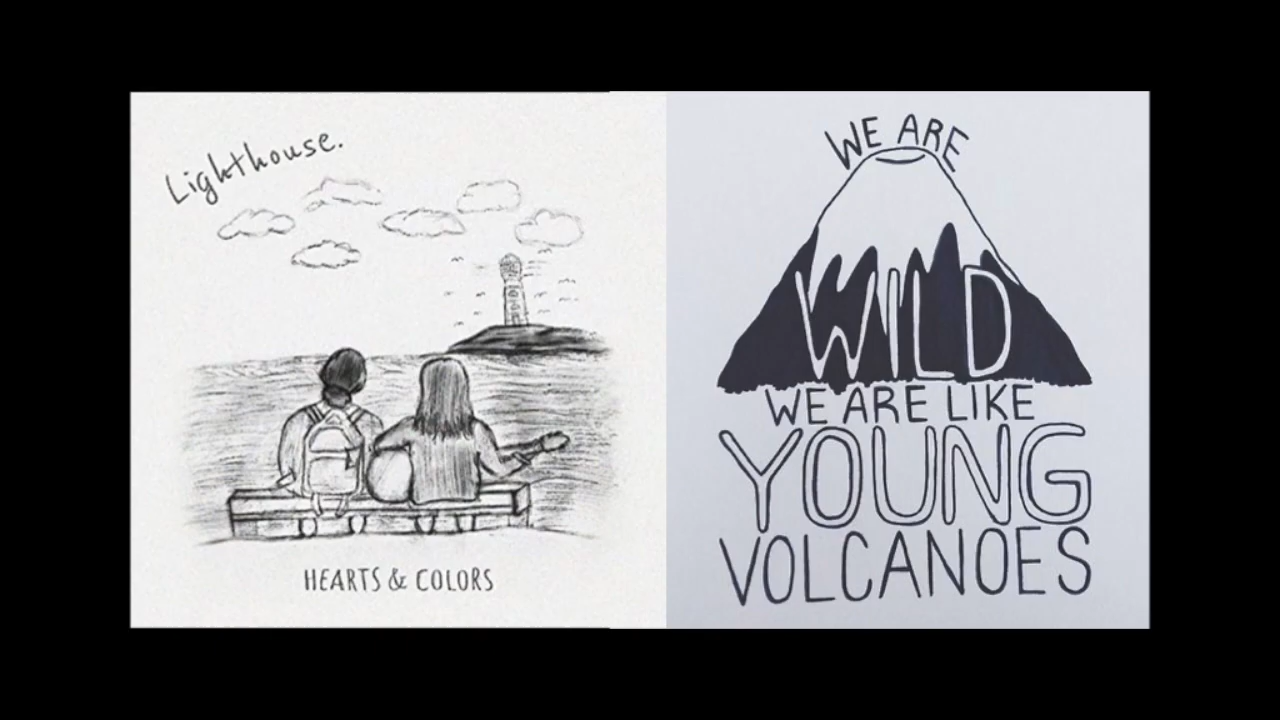 Lighthouse.
HEARTS & COLORS
WE ARE
WILD
WE ARE LIKE
YOUNG
VOLCANOES